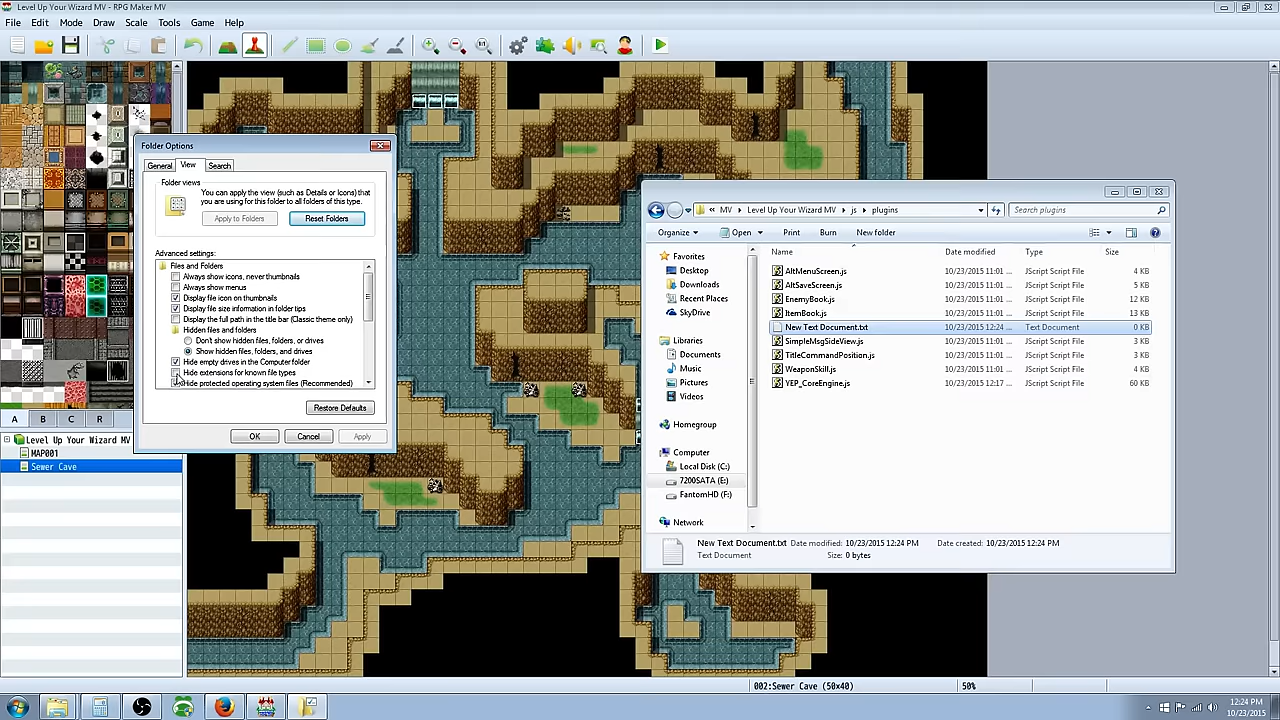 Level Up Your Wizard MV - RPG Maker MV
File Edit Mode Draw Scale Tools Game Help
Folder Options
General View Search
Folder views
You can apply the view (such as Details or Icons) that
you are using for this folder to all folders of this type.
Apply to Folders Reset Folders
Advanced settings:
Files and Folders
Always show icons, never thumbnails
Always show menus
Display file icon on thumbnails
Display file size information in folder tips
Display the full path in the title bar (Classic theme only)
Hidden files and folders
Don't show hidden files, folders, or drives
Show hidden files, folders, and drives
Hide empty drives in the Computer folder
Hide extensions for known file types
Hide protected operating system files (Recommended)
Restore Defaults
OK Cancel Apply
A B C R
Level Up Your Wizard MV
MAP001
Sewer Cave
« MV Level Up Your Wizard MV js plugins
Search plugins
Organize Open Print Burn New folder
Favorites
Desktop
Downloads
Recent Places
SkyDrive
Libraries
Documents
Music
Pictures
Videos
Homegroup
Computer
Local Disk (C:)
7200SATA (E:)
FantomHD (F:)
Network
Name Date modified Type Size
AltMenuScreen.js 10/23/2015 11:01 ... JScript Script File 4 KB
AltSaveScreen.js 10/23/2015 11:01 ... JScript Script File 5 KB
EnemyBook.js 10/23/2015 11:01 ... JScript Script File 12 KB
ItemBook.js 10/23/2015 11:01 ... JScript Script File 13 KB
New Text Document.txt 10/23/2015 12:24 ... Text Document 0 KB
SimpleMsgSideView.js 10/23/2015 11:01 ... JScript Script File 3 KB
TitleCommandPosition.js 10/23/2015 11:01 ... JScript Script File 3 KB
WeaponSkill.js 10/23/2015 11:01 ... JScript Script File 4 KB
YEP_CoreEngine.js 10/23/2015 12:17 ... JScript Script File 60 KB
New Text Document.txt Date modified: 10/23/2015 12:24 PM Date created: 10/23/2015 12:24 PM
Text Document Size: 0 bytes
002:Sewer Cave (50x40) 50%
12:24 PM
10/23/2015